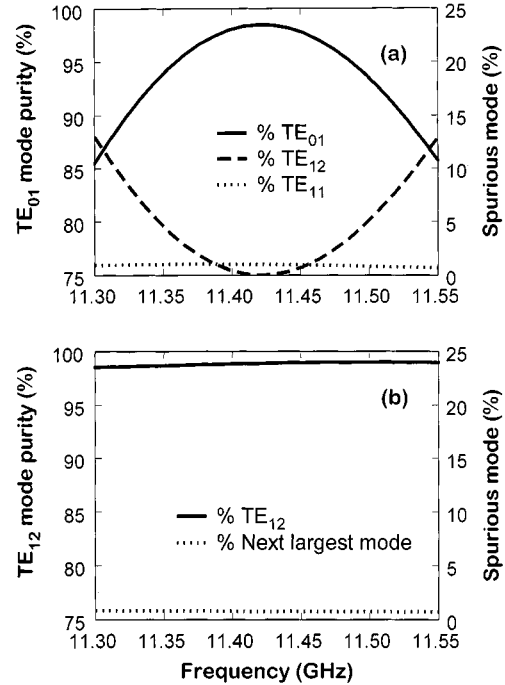 TE01 mode purity (%)
100
95
90
85
80
75
(a)
% TE01
% TE12
% TE11
25
20
15
10
5
0
Spurious mode (%)
11.30 11.35 11.40 11.45 11.50 11.55
TE12 mode purity (%)
100
95
90
85
80
75
(b)
% TE12
% Next largest mode
25
20
15
10
5
0
Spurious mode (%)
11.30 11.35 11.40 11.45 11.50 11.55
Frequency (GHz)